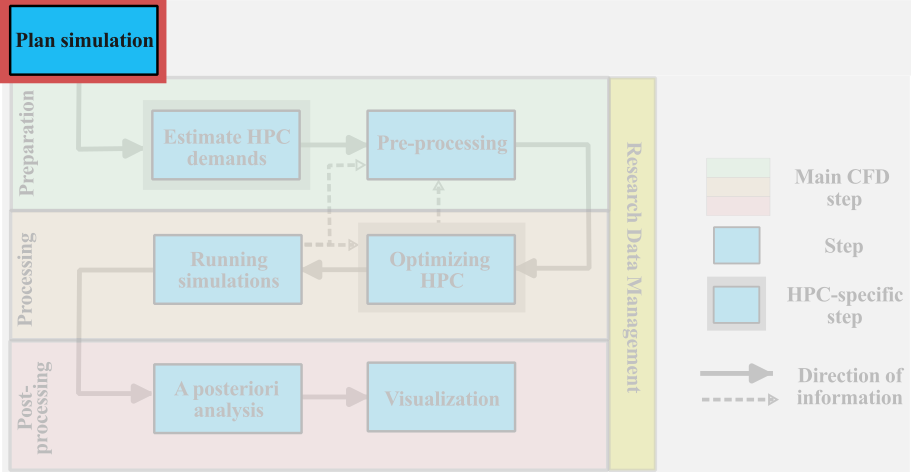 Plan simulation
Preparation
Estimate HPC
demands
Pre-processing
Processing
Running
simulations
Optimizing
HPC
Post-
processing
A posteriori
analysis
Visualization
Research Data Management
Main CFD
step
Step
HPC-specific
step
Direction of
information